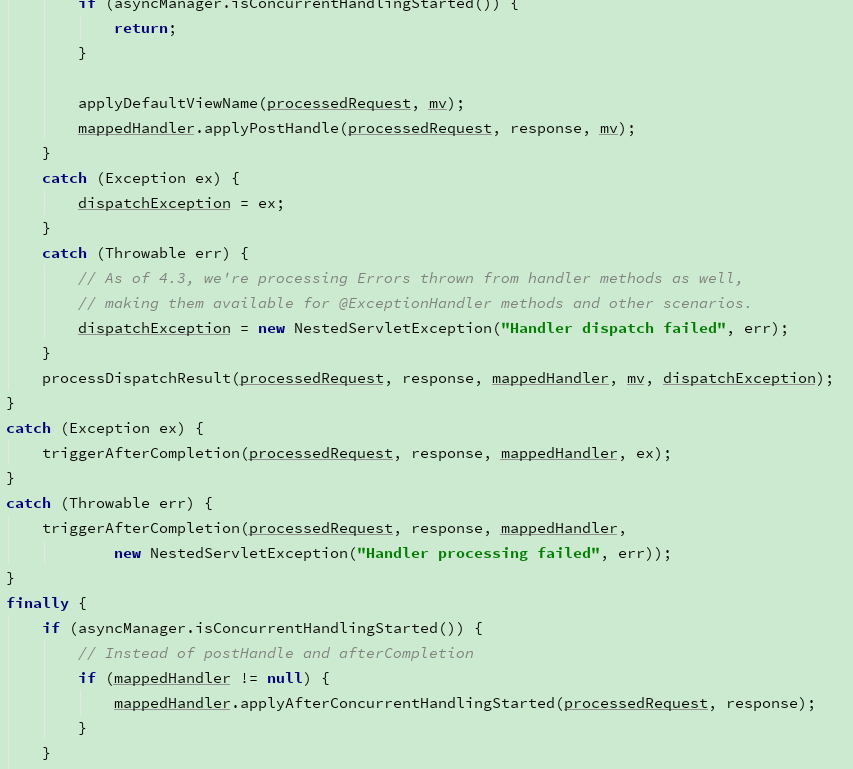 if (asyncManager.isConcurrentHandlingStarted()) {
return;
}
applyDefaultViewName(processedRequest, mv);
mappedHandler.applyPostHandle(processedRequest, response, mv);
}
catch (Exception ex) {
dispatchException = ex;
}
catch (Throwable err) {
// As of 4.3, we're processing Errors thrown from handler methods as well,
// making them available for @ExceptionHandler methods and other scenarios.
dispatchException = new NestedServletException("Handler dispatch failed", err);
}
processDispatchResult(processedRequest, response, mappedHandler, mv, dispatchException);
}
catch (Exception ex) {
triggerAfterCompletion(processedRequest, response, mappedHandler, ex);
}
catch (Throwable err) {
triggerAfterCompletion(processedRequest, response, mappedHandler,
new NestedServletException("Handler processing failed", err));
}
finally {
if (asyncManager.isConcurrentHandlingStarted()) {
// Instead of postHandle and afterCompletion
if (mappedHandler != null) {
mappedHandler.applyAfterConcurrentHandlingStarted(processedRequest, response);
}
}